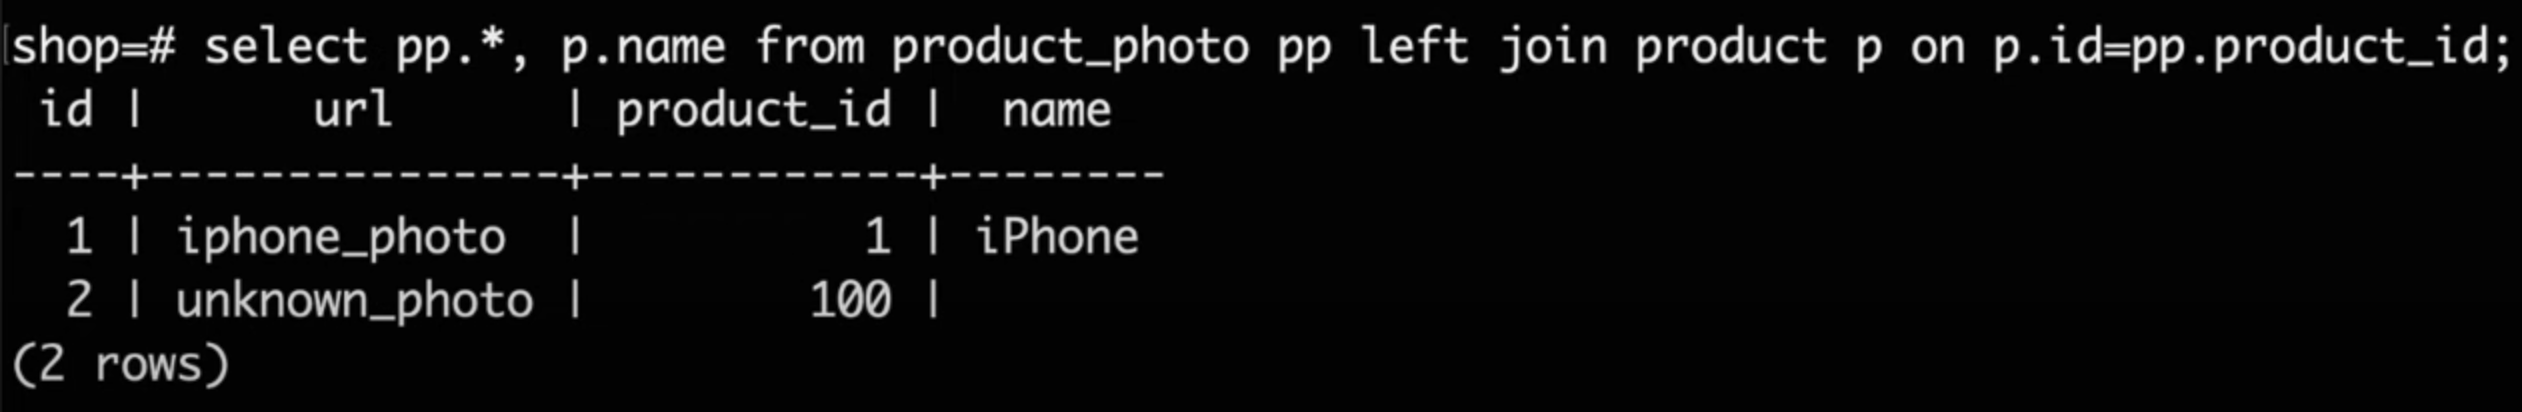 shop=# select pp.*, p.name from product_photo pp left join product p on p.id=pp.product_id;
 id |      url      | product_id |  name
----+---------------+------------+--------
  1 | iphone_photo  |          1 | iPhone
  2 | unknown_photo |        100 |
(2 rows)